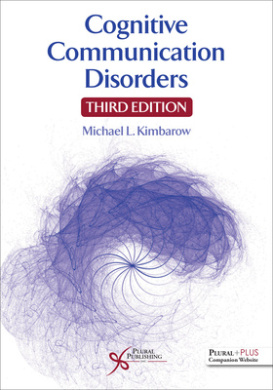 Cognitive
Communication
Disorders
THIRD EDITION
Michael L. Kimbarow
PLURAL
PUBLISHING
PLURAL+PLUS
Companion Website